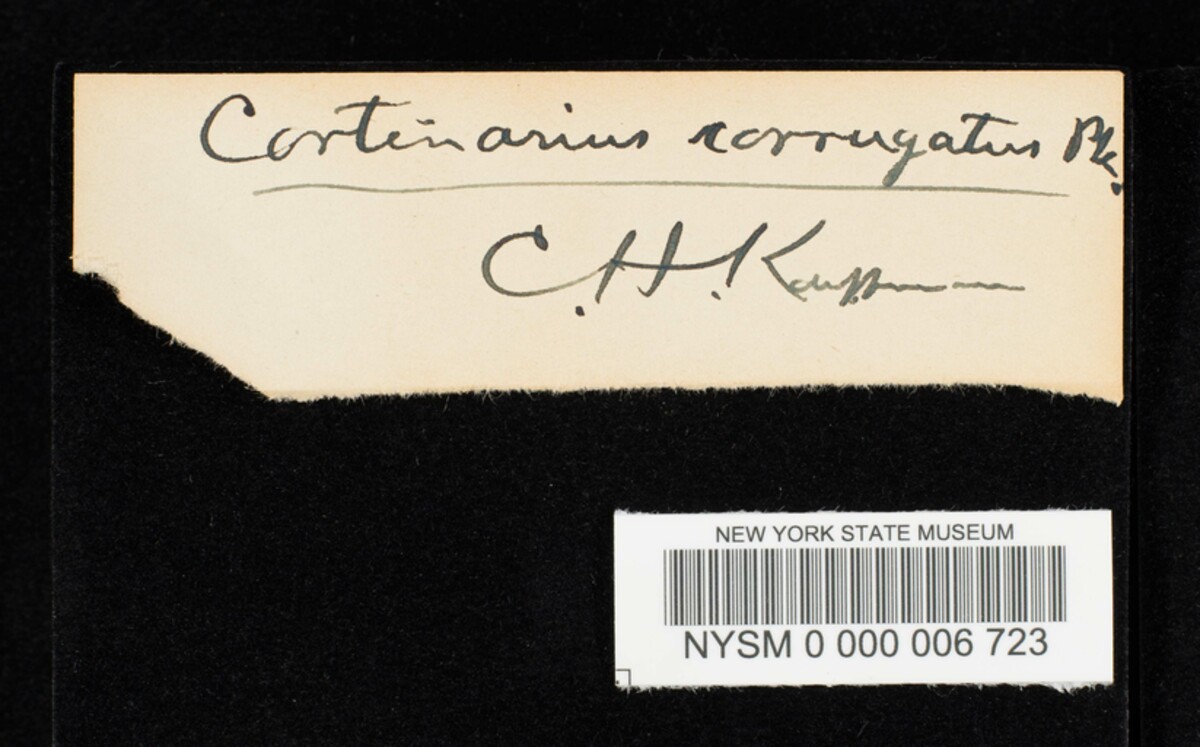 Cortinarius corrugatus Pk.
C. H. Kauffman
NEW YORK STATE MUSEUM
NYSM 0 000 006 723